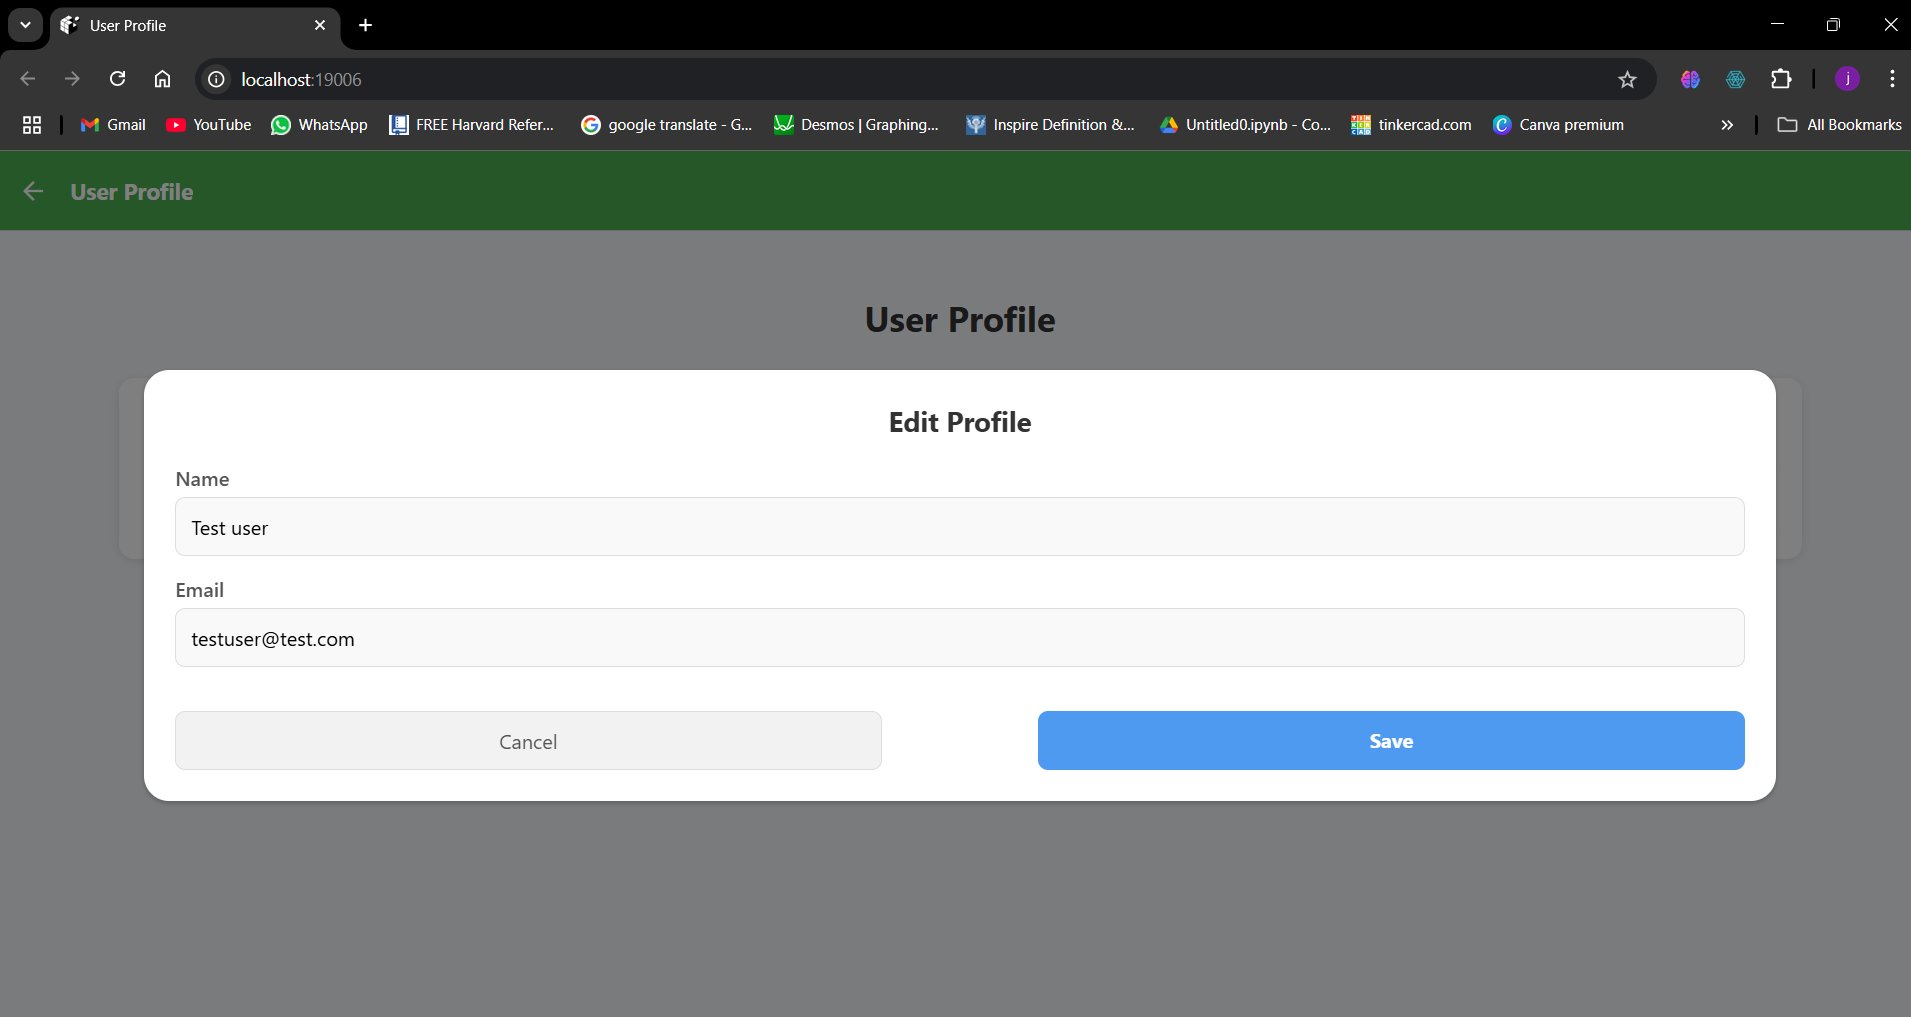 User Profile
localhost:19006
j
Gmail YouTube WhatsApp FREE Harvard Refer... google translate - G... Desmos | Graphing... Inspire Definition &... Untitled0.ipynb - Co... tinkercad.com Canva premium » All Bookmarks
User Profile
User Profile
Edit Profile
Name
Test user
Email
testuser@test.com
Cancel Save